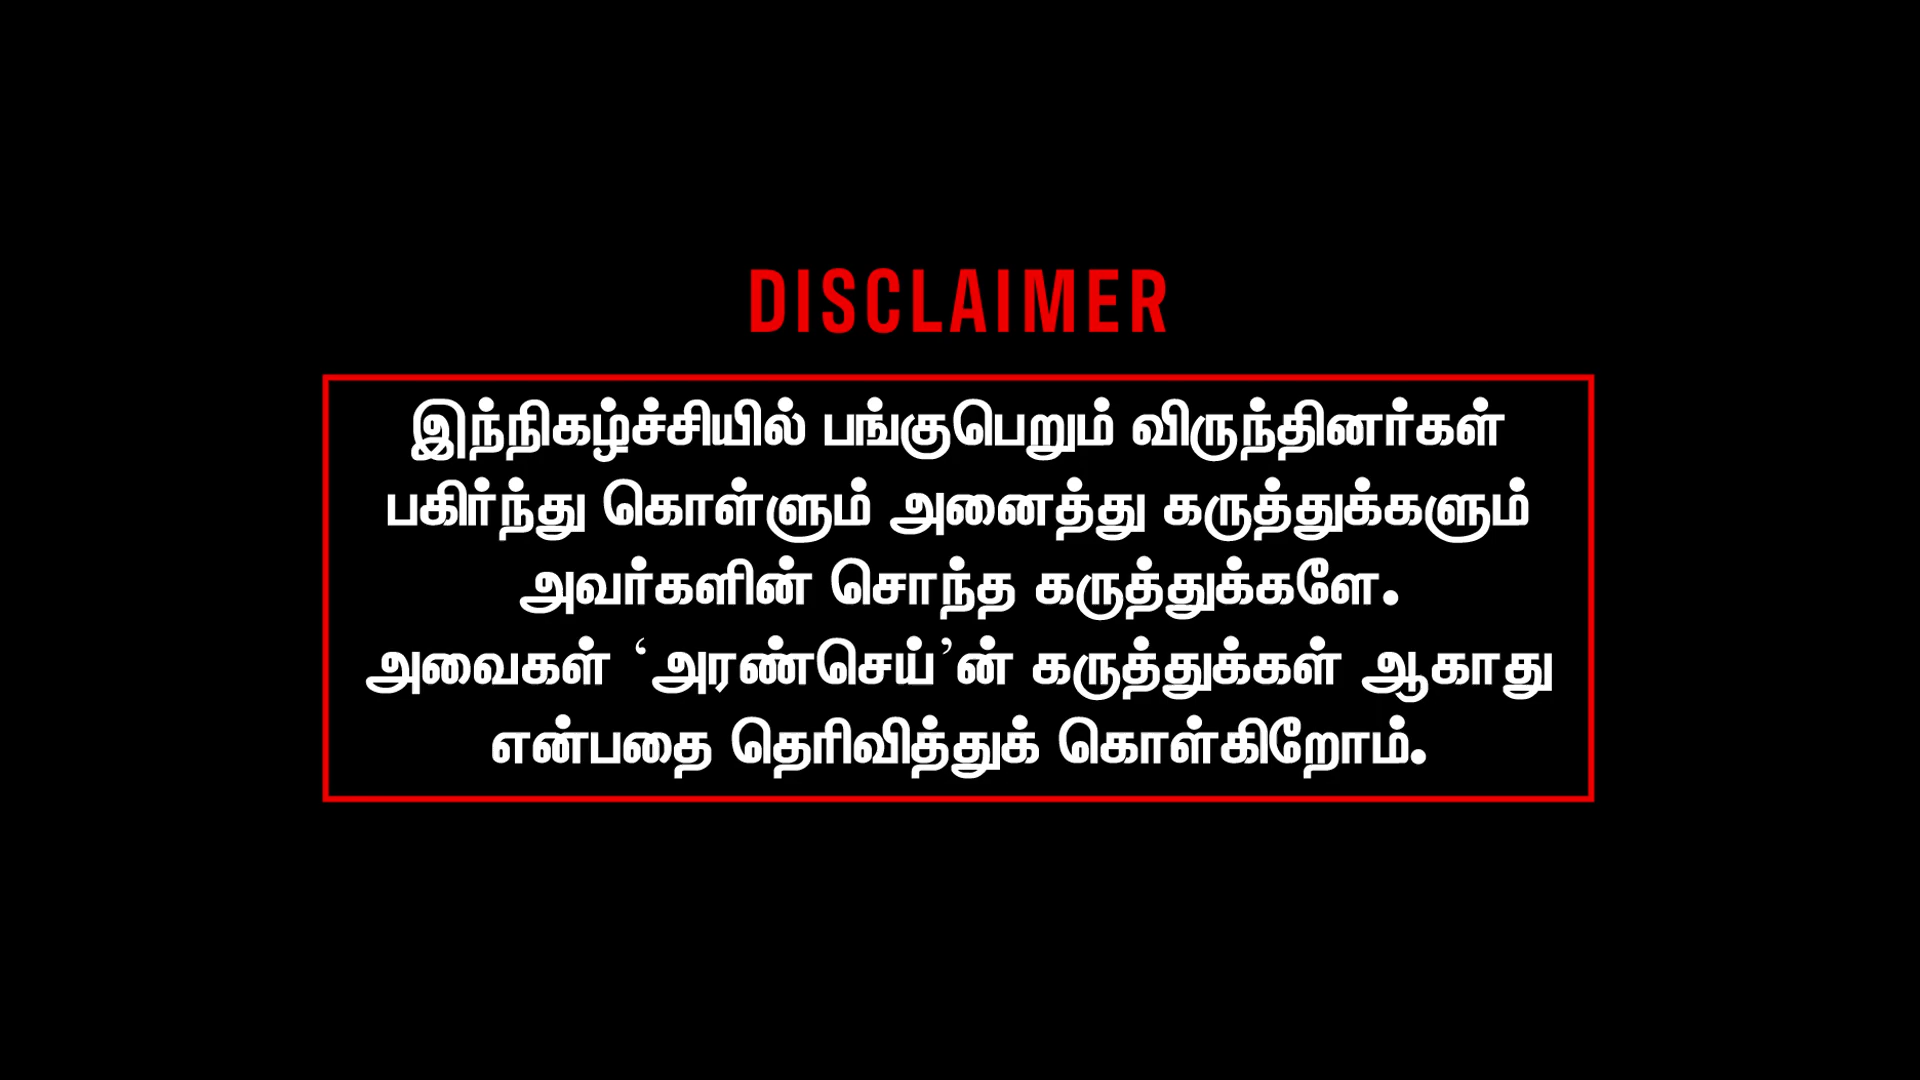 DISCLAIMER
இந்நிகழ்ச்சியில் பங்குபெறும் விருந்தினர்கள்
பகிர்ந்து கொள்ளும் அனைத்து கருத்துக்களும்
அவர்களின் சொந்த கருத்துக்களே.
அவைகள் ‘அரண்செய்’ன் கருத்துக்கள் ஆகாது
என்பதை தெரிவித்துக் கொள்கிறோம்.